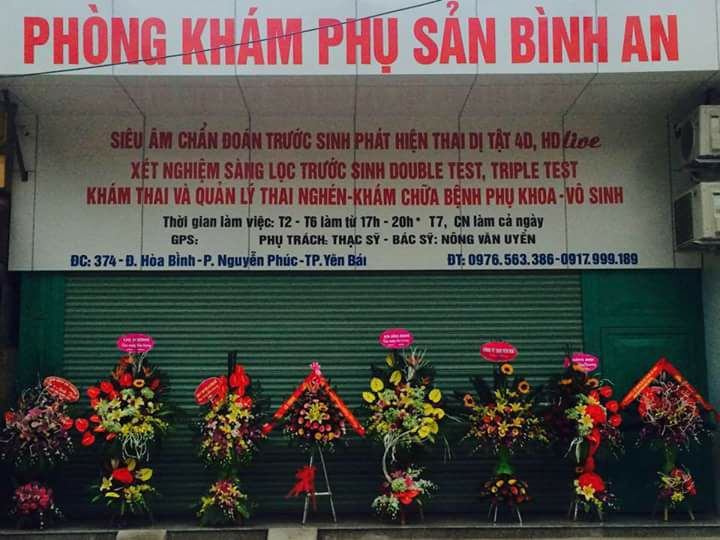 PHÒNG KHÁM PHỤ SẢN BÌNH AN
SIÊU ÂM CHẨN ĐOÁN TRƯỚC SINH PHÁT HIỆN THAI DỊ TẬT 4D, HD live
XÉT NGHIỆM SÀNG LỌC TRƯỚC SINH DOUBLE TEST, TRIPLE TEST
KHÁM THAI VÀ QUẢN LÝ THAI NGHÉN-KHÁM CHỮA BỆNH PHỤ KHOA-VÔ SINH
Thời gian làm việc: T2 - T6 làm từ 17h - 20h* T7, CN làm cả ngày
GPS: PHỤ TRÁCH: THẠC SỸ - BÁC SỸ: NÔNG VĂN UYỂN
ĐC: 374-Đ. Hòa Bình-P. Nguyễn Phúc-TP.Yên Bái ĐT: 0976.563.386-0917.999.189